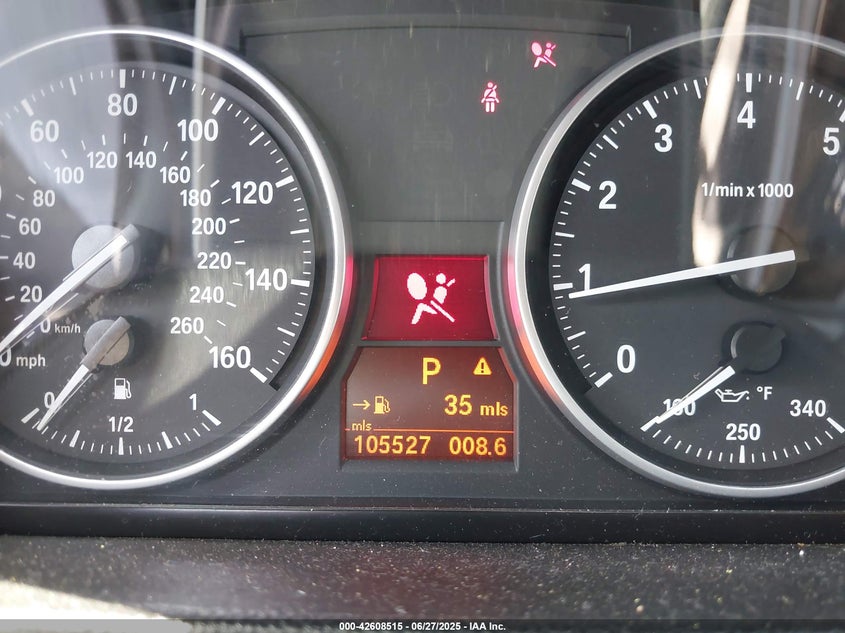 60 80 100 120 140 160
mph
20 40 60 80 100 120 140 160 180 200 220 240 260
0 km/h
0 1/2 1
P
35 mls
mls
105527 008.6
0 1 2 3 4 5
1/min x 1000
250 340
°F
000-42608515 | 06/27/2025 | IAA Inc.